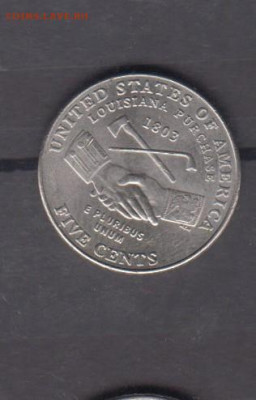 UNITED STATES OF AMERICA
LOUISIANA PURCHASE
1803
E PLURIBUS
UNUM
FIVE CENTS